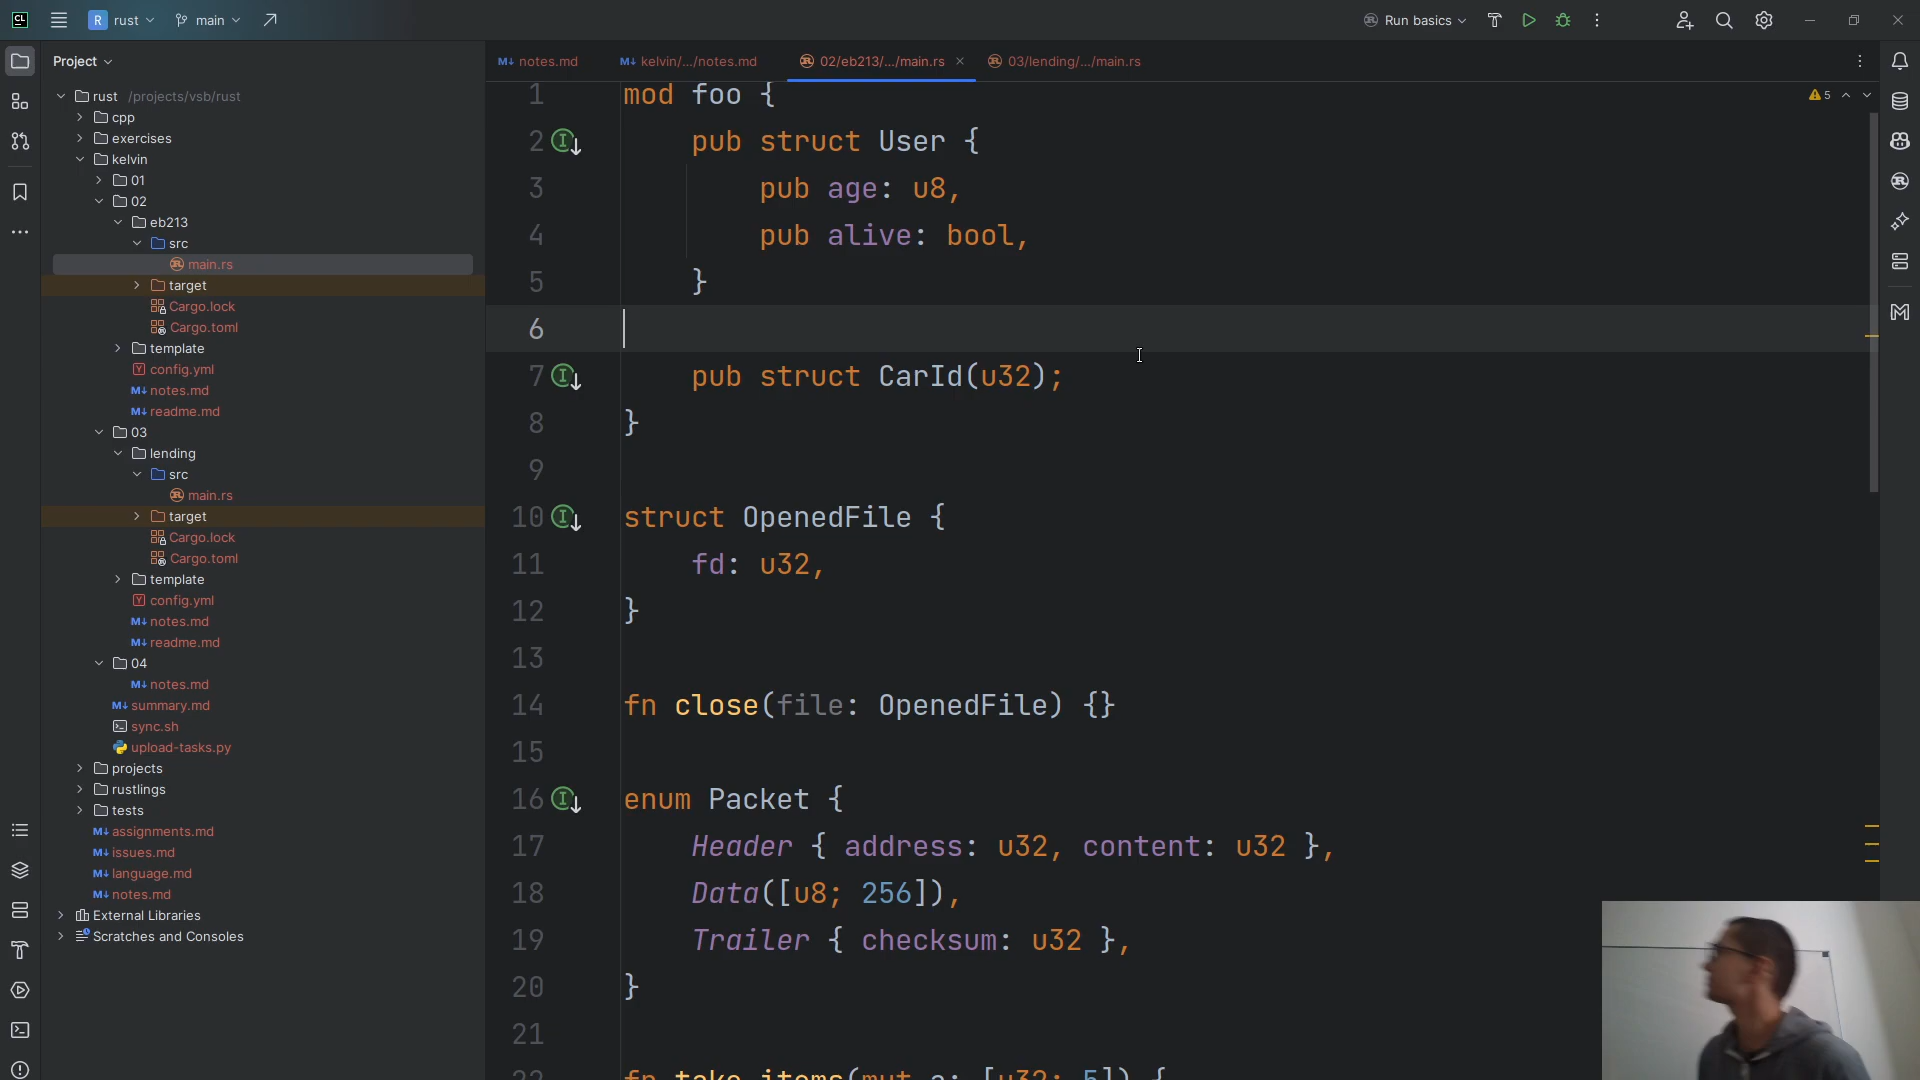 CL R rust main Run basics
Project
notes.md kelvin/.../notes.md 02/eb213/.../main.rs 03/lending/.../main.rs
rust /projects/vsb/rust
cpp
exercises
kelvin
01
02
eb213
src
main.rs
target
Cargo.lock
Cargo.toml
template
config.yml
notes.md
readme.md
03
lending
src
main.rs
target
Cargo.lock
Cargo.toml
template
config.yml
notes.md
readme.md
04
notes.md
summary.md
sync.sh
upload-tasks.py
projects
rustlings
tests
assignments.md
issues.md
language.md
notes.md
External Libraries
Scratches and Consoles
5
1 mod foo {
2 pub struct User {
3 pub age: u8,
4 pub alive: bool,
5 }
6
7 pub struct CarId(u32);
8 }
9
10 struct OpenedFile {
11 fd: u32,
12 }
13
14 fn close(file: OpenedFile) {}
15
16 enum Packet {
17 Header { address: u32, content: u32 },
18 Data([u8; 256]),
19 Trailer { checksum: u32 },
20 }
21
22 fn take_items(mut a: [u32; 5]) {